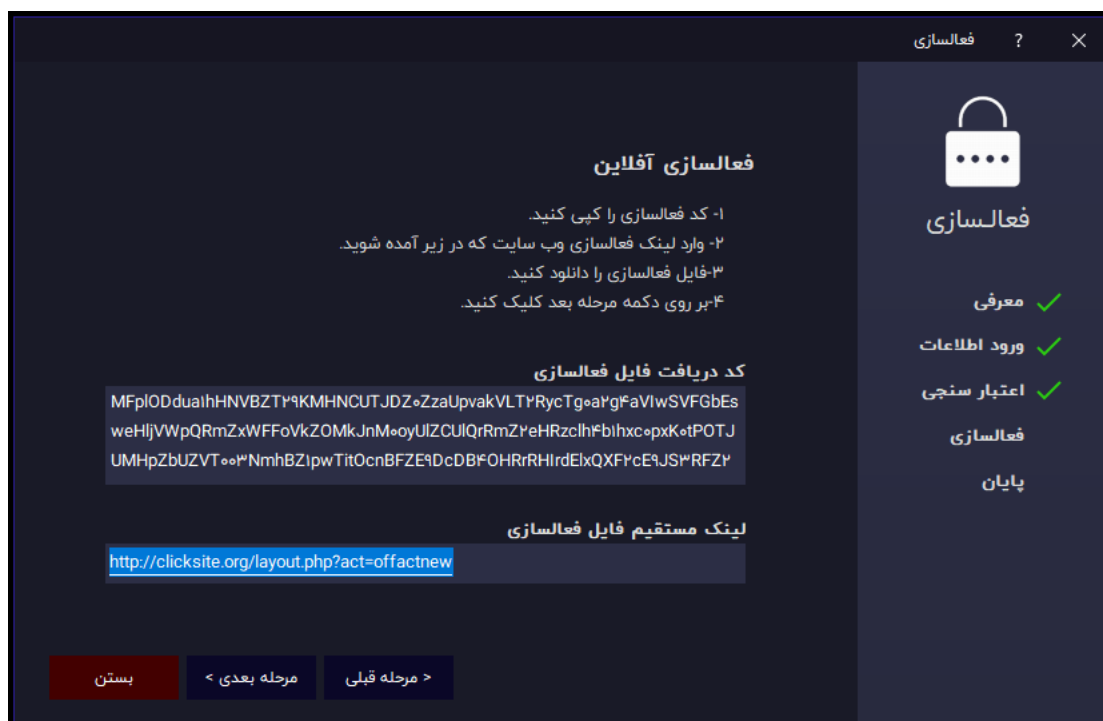 فعالسازی
?
فعالسازی
معرفی
ورود اطلاعات
اعتبار سنجی
فعالسازی
پایان
فعالسازی آفلاین
۱- کد فعالسازی را کپی کنید.
۲- وارد لینک فعالسازی وب سایت که در زیر آمده شوید.
۳-فایل فعالسازی را دانلود کنید.
۴-بر روی دکمه مرحله بعد کلیک کنید.
کد دریافت فایل فعالسازی
لینک مستقیم فایل فعالسازی
http://clicksite.org/layout.php?act=offactnew
< مرحله قبلی
مرحله بعدی >
بستن